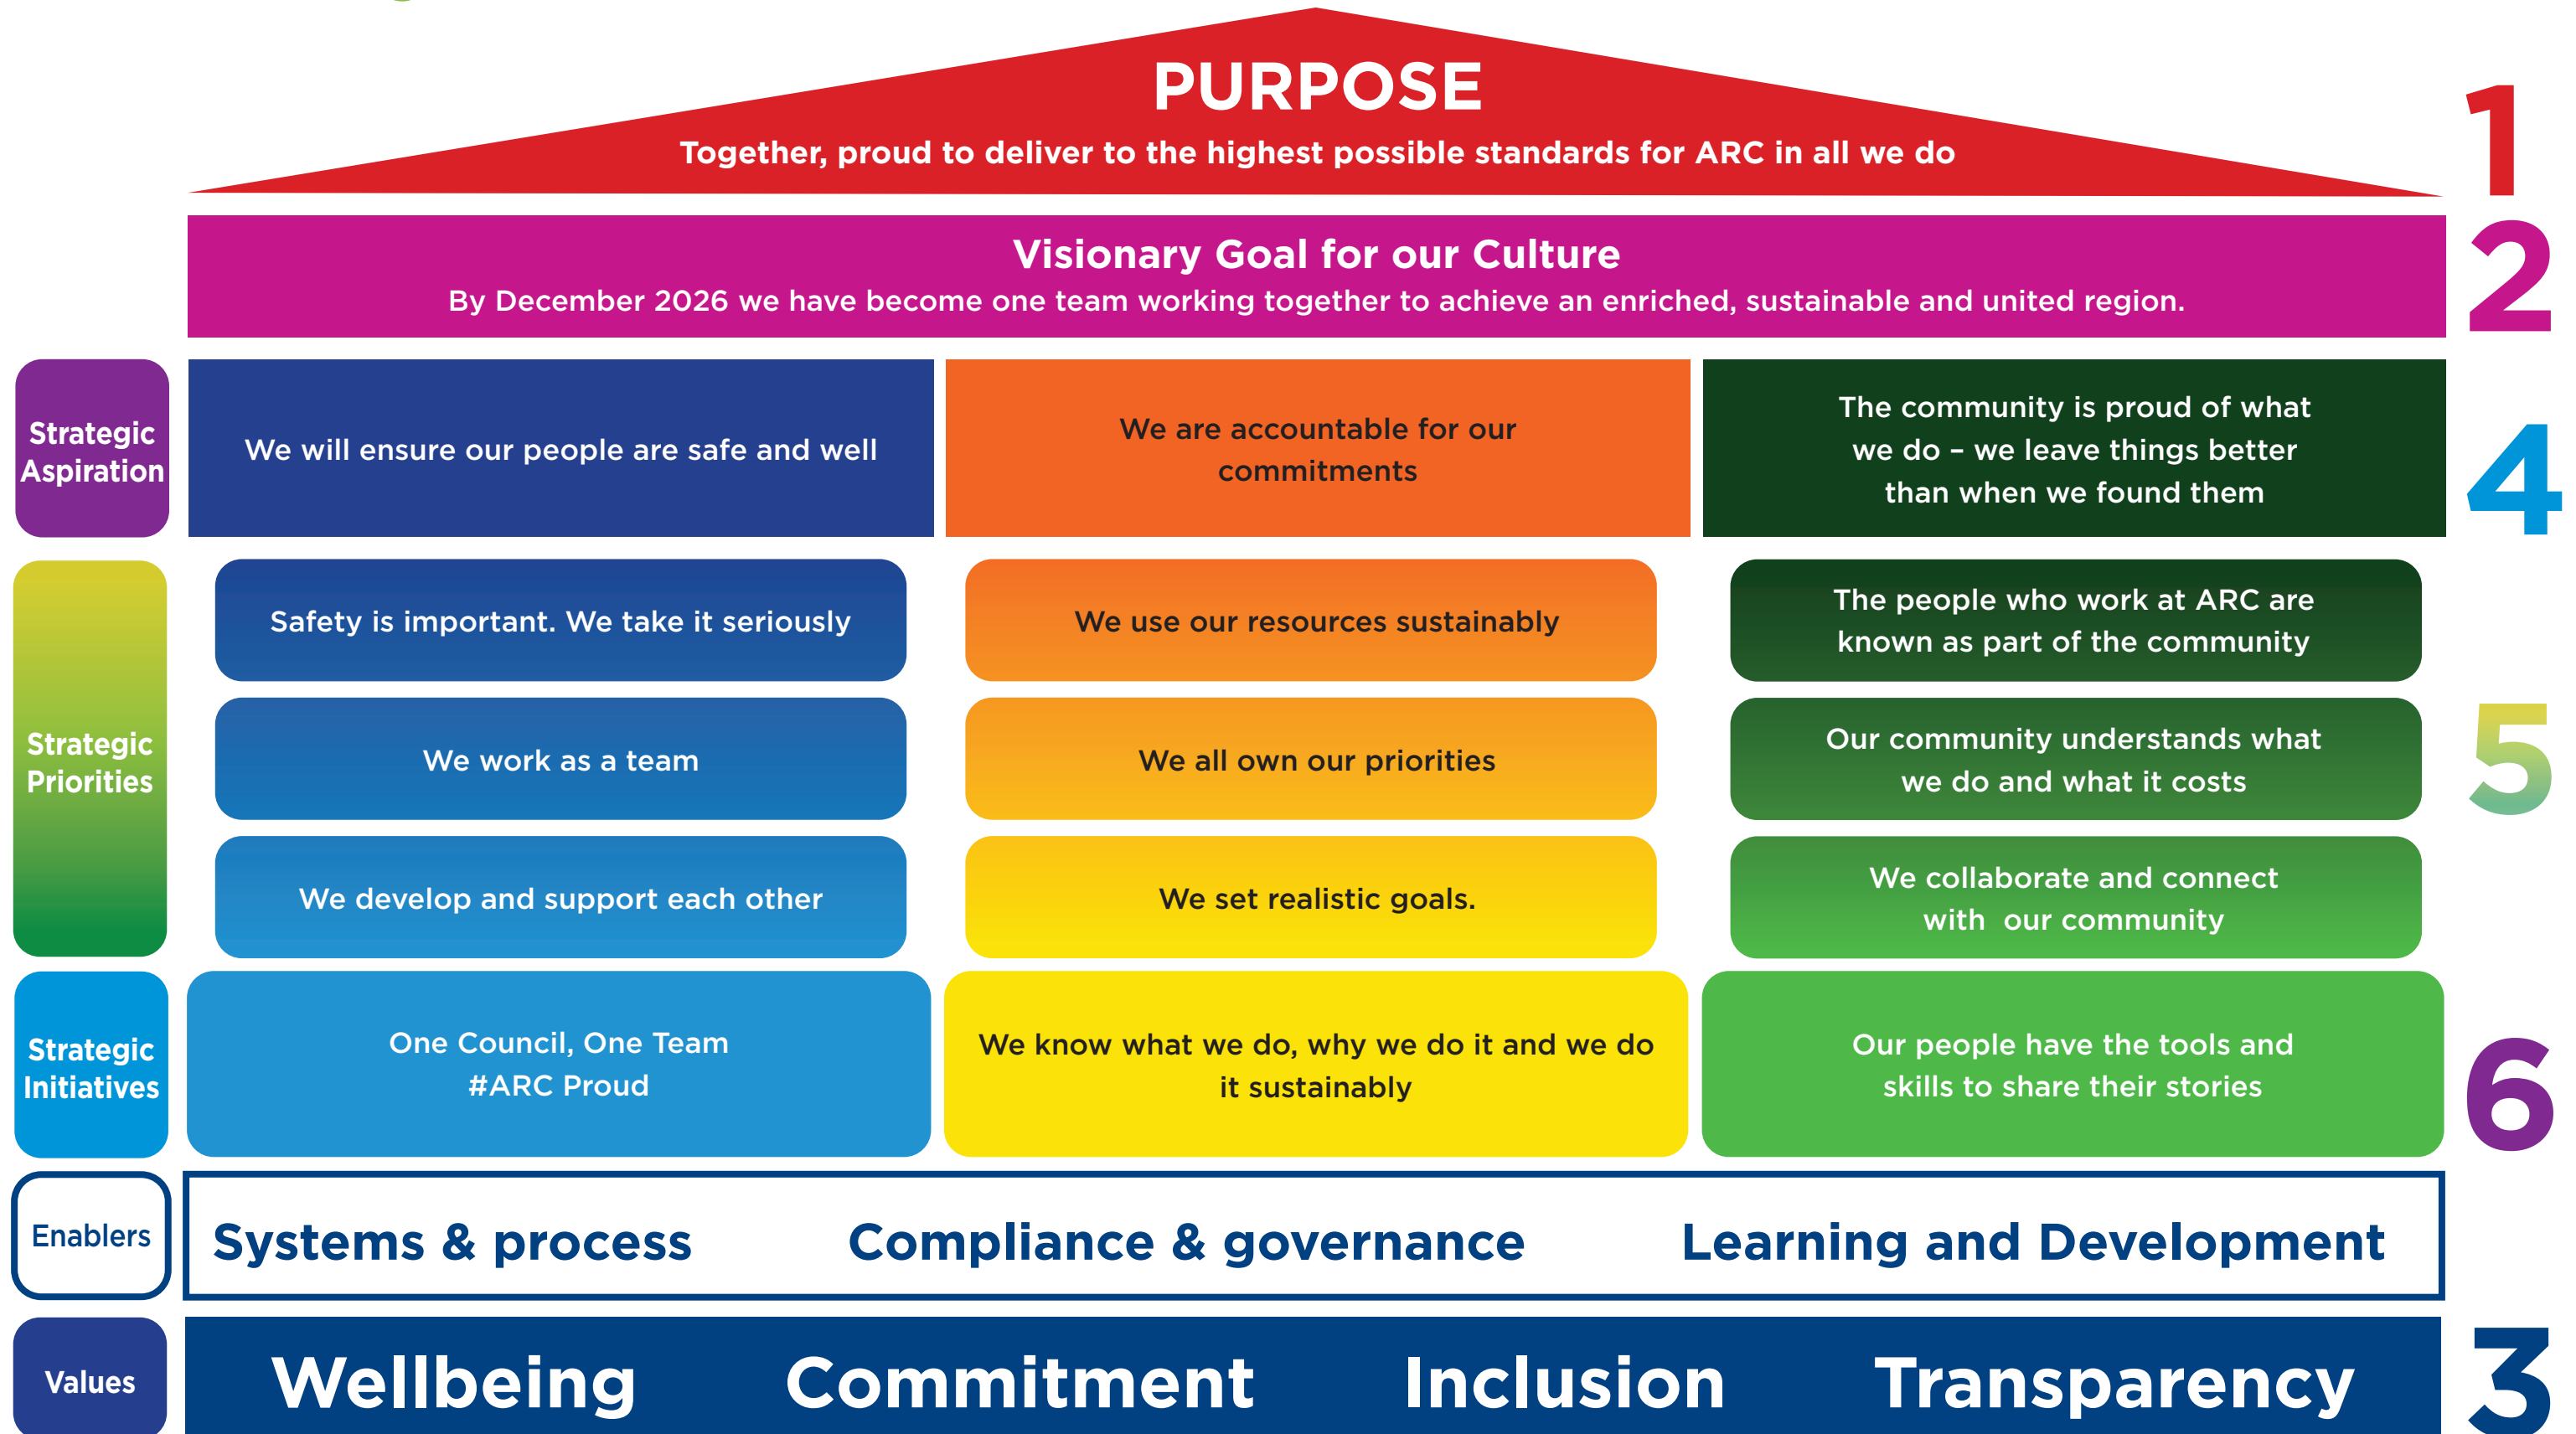 PURPOSE
Together, proud to deliver to the highest possible standards for ARC in all we do
1
Visionary Goal for our Culture
By December 2026 we have become one team working together to achieve an enriched, sustainable and united region.
2
Strategic
Aspiration
We will ensure our people are safe and well
We are accountable for our
commitments
The community is proud of what
we do – we leave things better
than when we found them
4
Strategic
Priorities
Safety is important. We take it seriously
We use our resources sustainably
The people who work at ARC are
known as part of the community
We work as a team
We all own our priorities
Our community understands what
we do and what it costs
5
We develop and support each other
We set realistic goals.
We collaborate and connect
with  our community
Strategic
Initiatives
One Council, One Team
#ARC Proud
We know what we do, why we do it and we do
it sustainably
Our people have the tools and
skills to share their stories
6
Enablers
Systems & process
Compliance & governance
Learning and Development
Values
Wellbeing
Commitment
Inclusion
Transparency
3